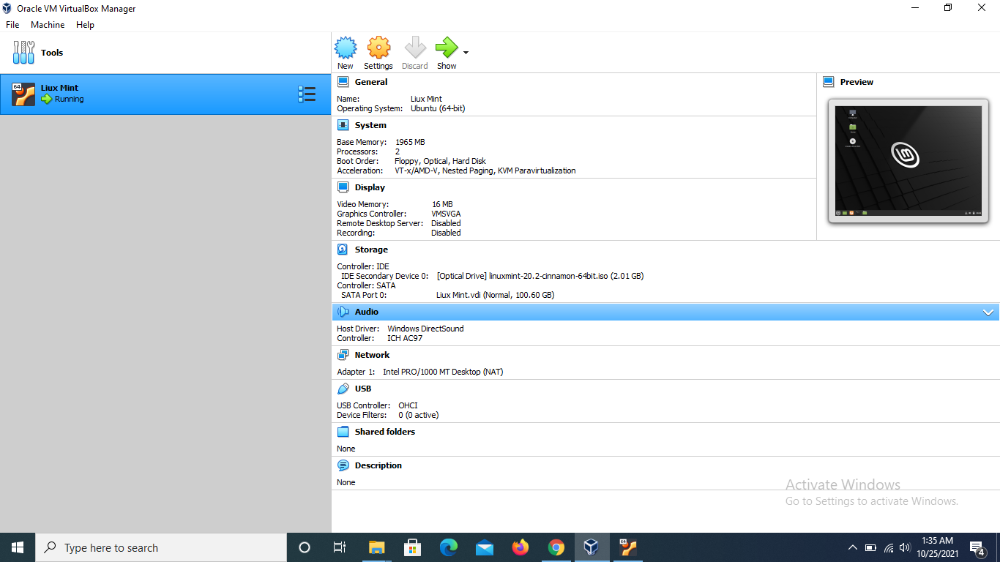 Oracle VM VirtualBox Manager
File Machine Help
Tools
New Settings Discard Show
64
Liux Mint
Running
General
Name: Liux Mint
Operating System: Ubuntu (64-bit)
System
Base Memory: 1965 MB
Processors: 2
Boot Order: Floppy, Optical, Hard Disk
Acceleration: VT-x/AMD-V, Nested Paging, KVM Paravirtualization
Display
Video Memory: 16 MB
Graphics Controller: VMSVGA
Remote Desktop Server: Disabled
Recording: Disabled
Preview
Storage
Controller: IDE
IDE Secondary Device 0: [Optical Drive] linuxmint-20.2-cinnamon-64bit.iso (2.01 GB)
Controller: SATA
SATA Port 0: Liux Mint.vdi (Normal, 100.60 GB)
Audio
Host Driver: Windows DirectSound
Controller: ICH AC97
Network
Adapter 1: Intel PRO/1000 MT Desktop (NAT)
USB
USB Controller: OHCI
Device Filters: 0 (0 active)
Shared folders
None
Description
None
Activate Windows
Go to Settings to activate Windows.
Type here to search
64
1:35 AM
10/25/2021
4